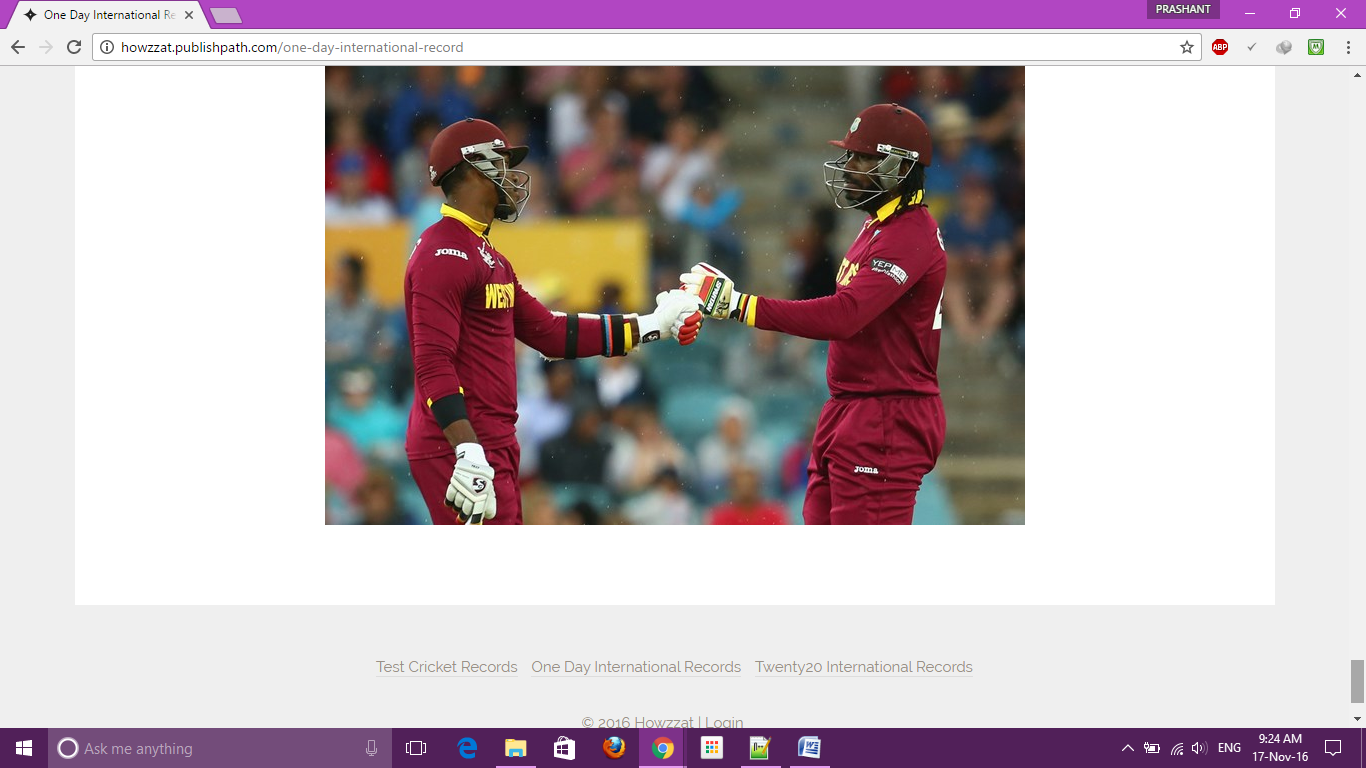 One Day International Re
PRASHANT
howzzat.publishpath.com/one-day-international-record
ABP
joma
WEST
YEPME
joma
Test Cricket Records One Day International Records Twenty20 International Records
© 2016 Howzzat | Login
Ask me anything
ENG
9:24 AM
17-Nov-16